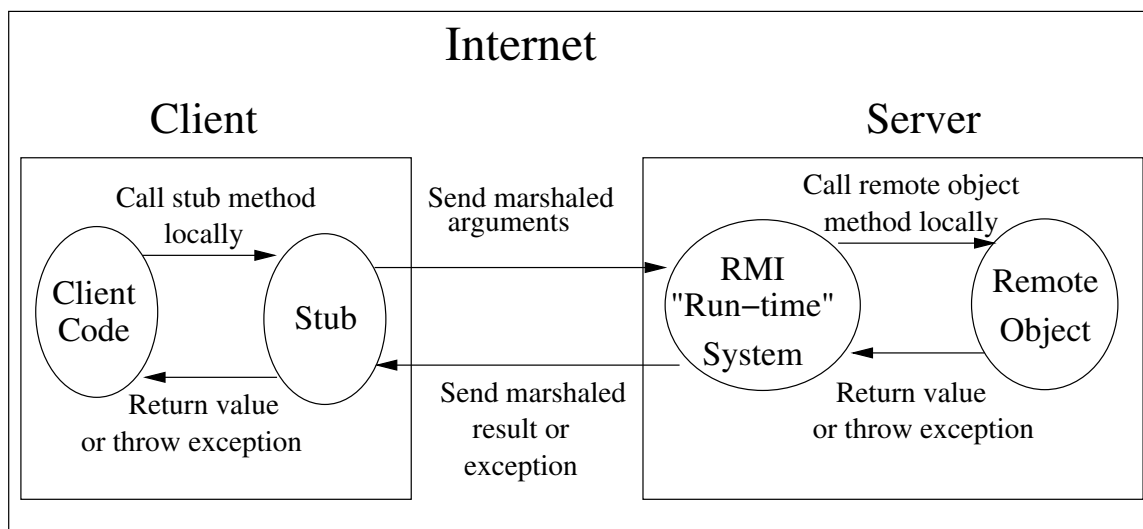 Internet
Client
Server
Call stub method
locally
Send marshaled
arguments
Call remote object
method locally
Client
Code
Stub
RMI
"Run−time"
System
Remote
Object
Return value
or throw exception
Send marshaled
result or
exception
Return value
or throw exception